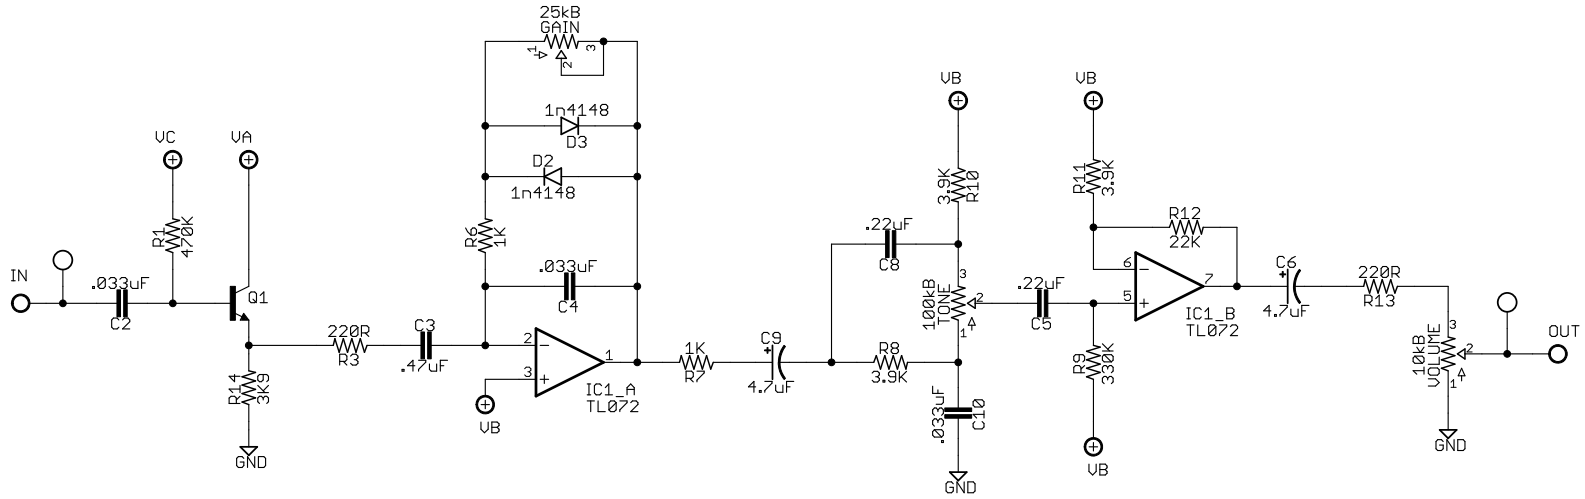 25kB
GAIN
1
2
3
1n4148
D3
D2
1n4148
VC
VA
R1
470K
IN
.033uF
C2
Q1
R14
3K9
GND
220R
R3
C3
.47uF
R6
1K
.033uF
C4
2
3
1
IC1_A
TL072
VB
1K
R7
C9
4.7uF
VB
3.9K
R10
.22uF
C8
R8
3.9K
100kB
TONE
3
2
1
.033uF
C10
GND
.22uF
C5
VB
R11
3.9K
R12
22K
6
5
7
IC1_B
TL072
R9
330K
VB
C6
4.7uF
220R
R13
10kB
VOLUME
3
2
1
GND
OUT